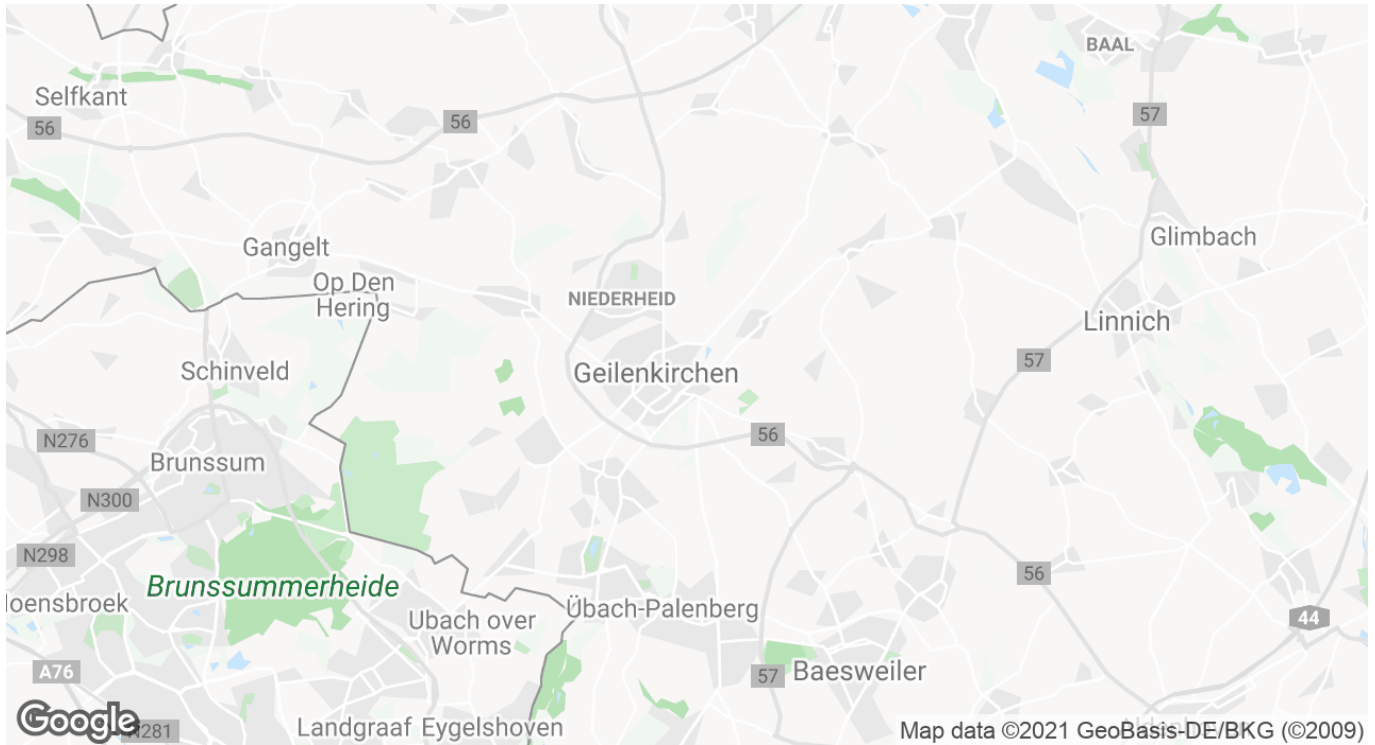 BAAL
Selfkant
56
56
57
Gangelt
Glimbach
Op Den
Hering
NIEDERHEID
Linnich
57
Schinveld
Geilenkirchen
N276
56
Brunssum
N300
N298
56
Brunssummerheide
loensbroek
Ubach over
Worms
Übach-Palenberg
44
A76
57
Baesweiler
Google
N281
Landgraaf
Eygelshoven
Map data ©2021 GeoBasis-DE/BKG (©2009)